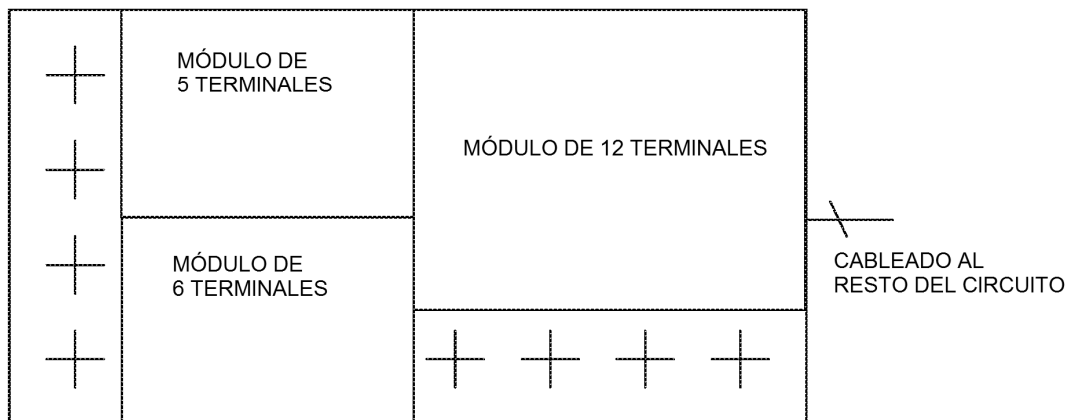 MÓDULO DE
5 TERMINALES
MÓDULO DE 12 TERMINALES
MÓDULO DE
6 TERMINALES
CABLEADO AL
RESTO DEL CIRCUITO